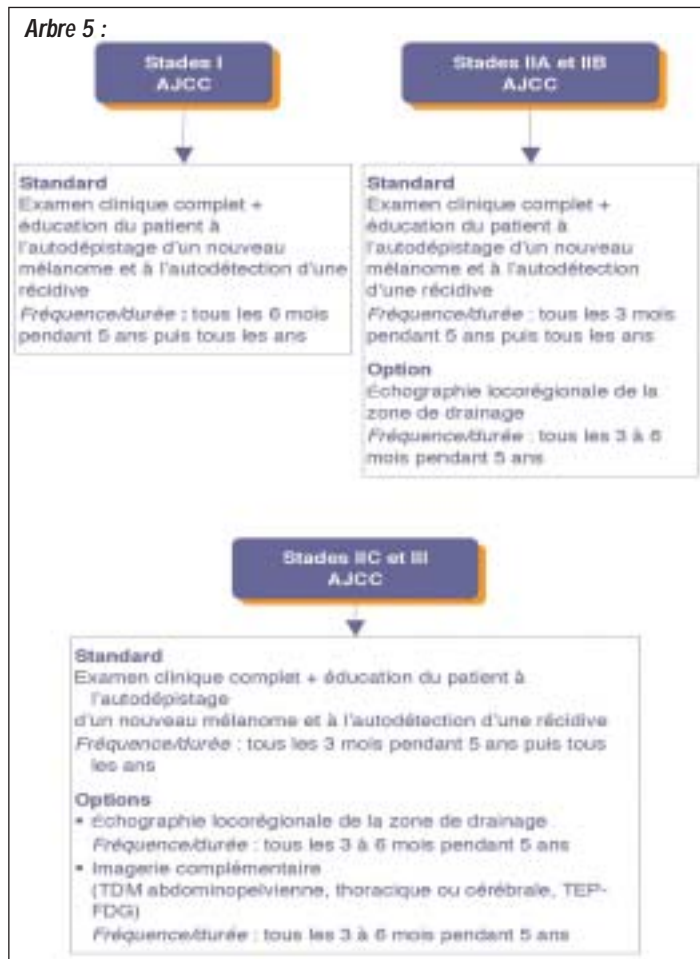 Arbre 5 :
Stades I
AJCC
Standard
Examen clinique complet +
éducation du patient à
l'autodépistage d'un nouveau
mélanome et à l'autodétection d'une
récidive
Fréquence/durée : tous les 6 mois
pendant 5 ans puis tous les ans
Stades IIA et IIB
AJCC
Standard
Examen clinique complet +
éducation du patient à
l'autodépistage d'un nouveau
mélanome et à l'autodétection
d'une récidive
Fréquence/durée : tous les 3 mois
pendant 5 ans puis tous les ans
Option
Échographie locorégionale de la
zone de drainage
Fréquence/durée : tous les 3 à 6
mois pendant 5 ans
Stades IIC et III
AJCC
Standard
Examen clinique complet + éducation du patient à
l'autodépistage
d'un nouveau mélanome et à l'autodétection d'une récidive
Fréquence/durée : tous les 3 mois pendant 5 ans puis tous
les ans
Options
• Échographie locorégionale de la zone de drainage
Fréquence/durée : tous les 3 à 6 mois pendant 5 ans
• Imagerie complémentaire
(TDM abdominopelvienne, thoracique ou cérébrale, TEP-
FDG)
Fréquence/durée : tous les 3 à 6 mois pendant 5 ans